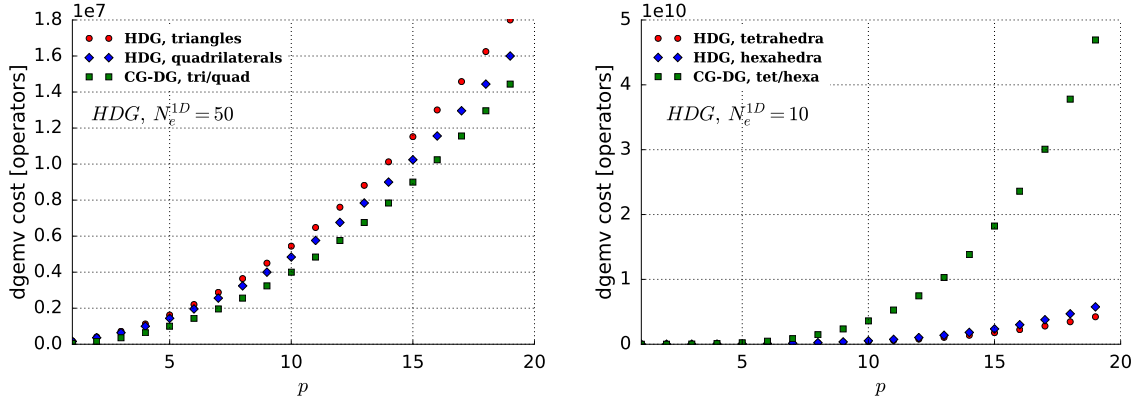 1e7
1.8
1.6
1.4
1.2
1.0
0.8
0.6
0.4
0.2
0.0
dgemv cost [operators]
HDG, triangles
HDG, quadrilaterals
CG-DG, tri/quad
HDG, N_e^{1D} = 50
5
10
15
20
p
1e10
5
4
3
2
1
0
dgemv cost [operators]
HDG, tetrahedra
HDG, hexahedra
CG-DG, tet/hexa
HDG, N_e^{1D} = 10
5
10
15
20
p